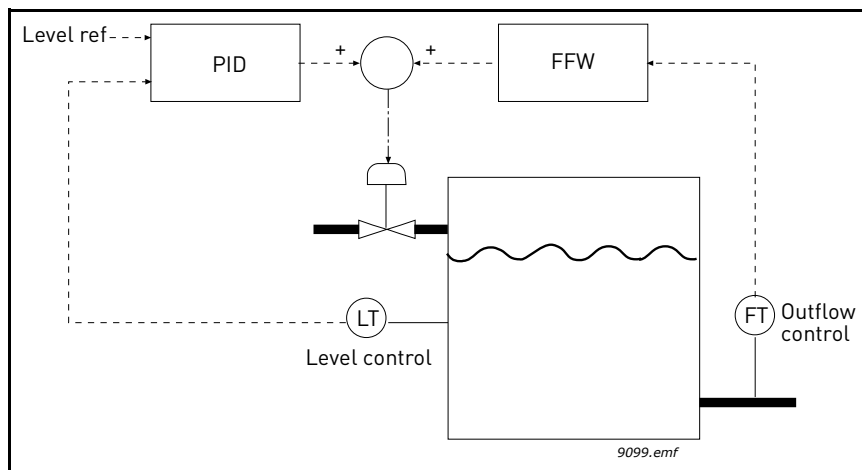 Level ref
PID
+
+
FFW
LT
Level control
FT
Outflow
control
9099.emf